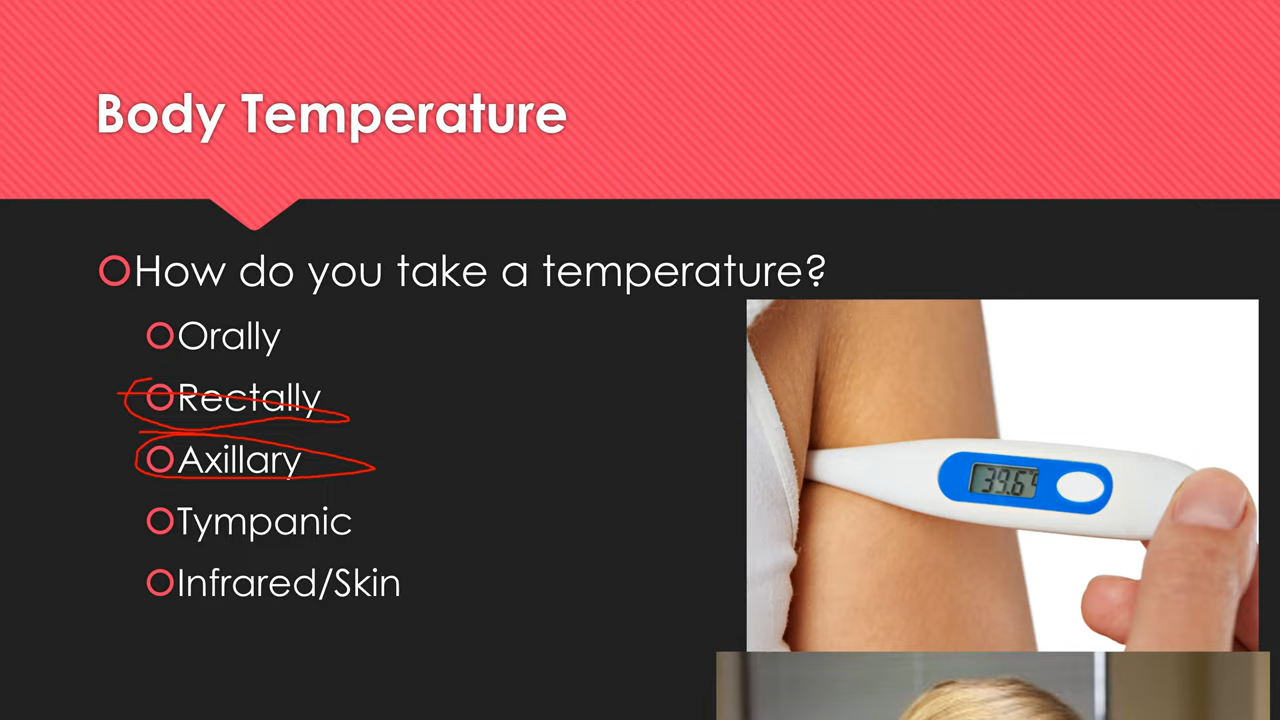 Body Temperature
How do you take a temperature?
Orally
Rectally
Axillary
Tympanic
Infrared/Skin
39.6°C